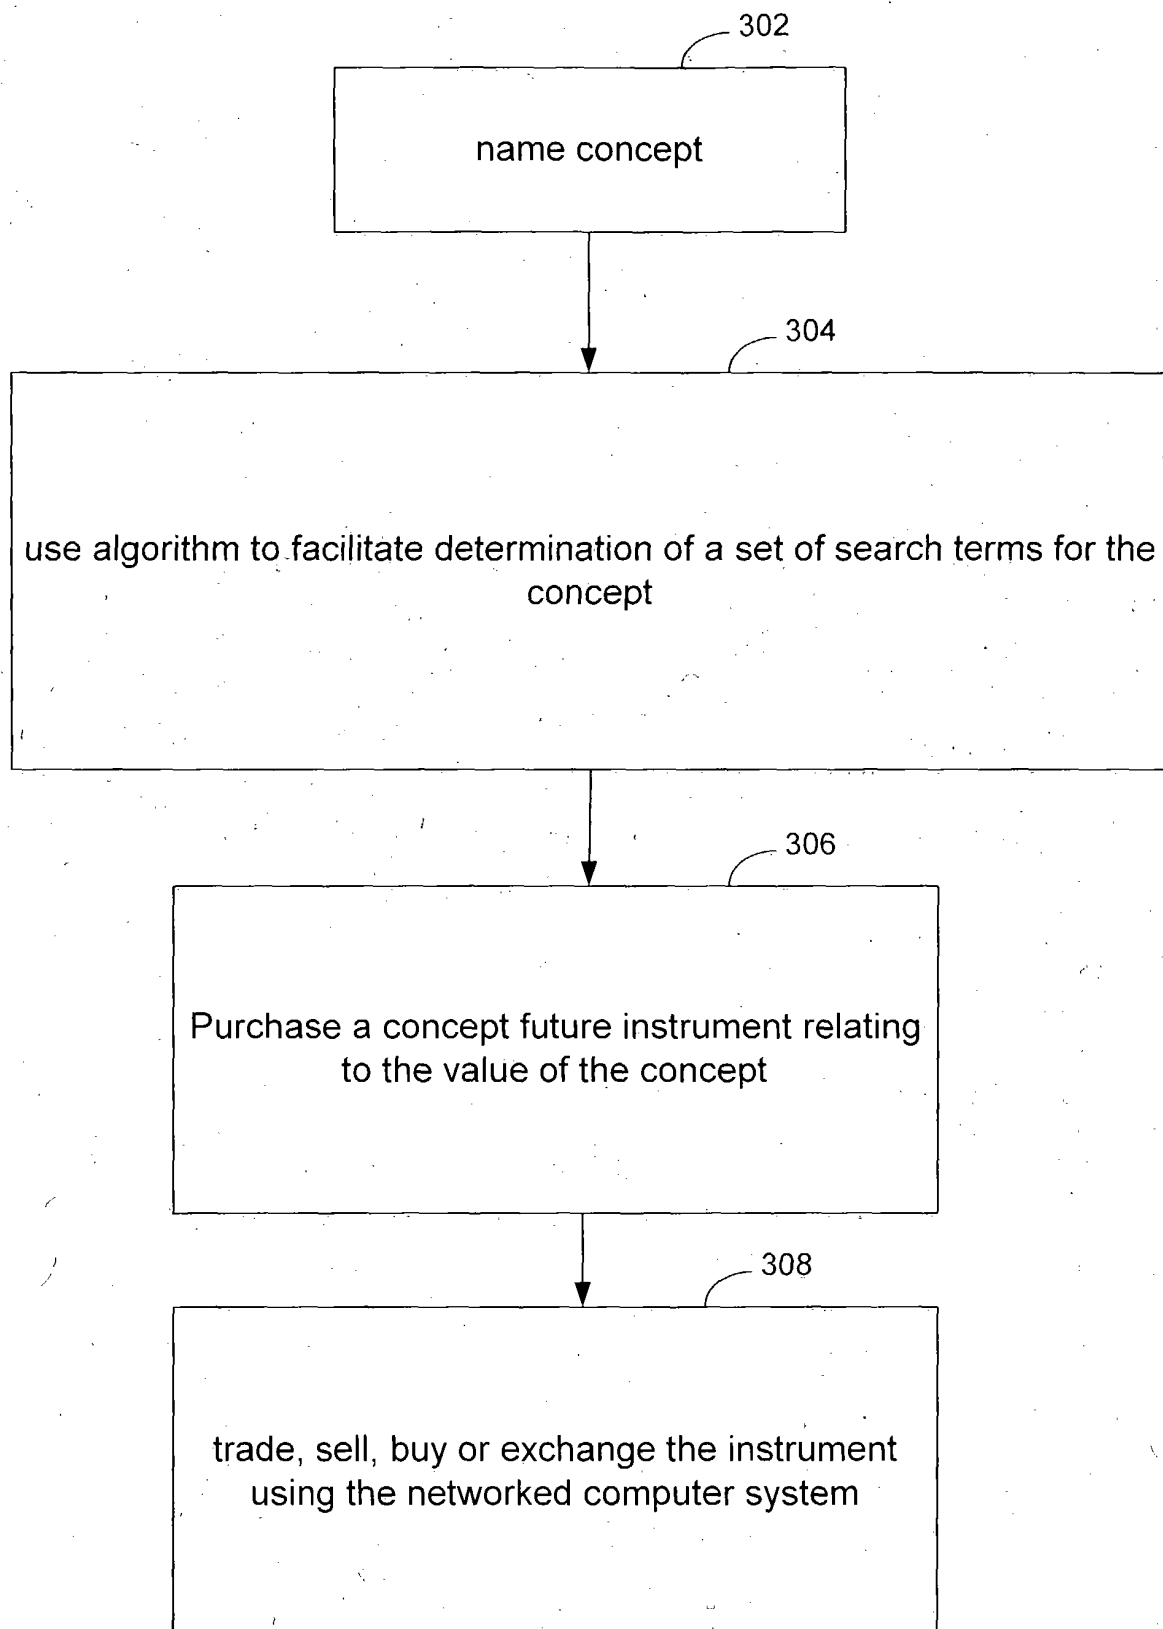 302
name concept
304
use algorithm to facilitate determination of a set of search terms for the
concept
306
Purchase a concept future instrument relating
to the value of the concept
308
trade, sell, buy or exchange the instrument
using the networked computer system